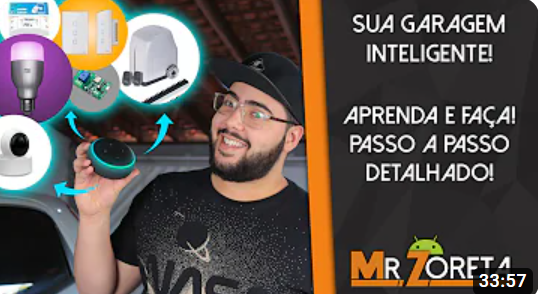 SUA GARAGEM
INTELIGENTE!
APRENDA E FAÇA!
PASSO A PASSO
DETALHADO!
MR.ZORETA
33:57